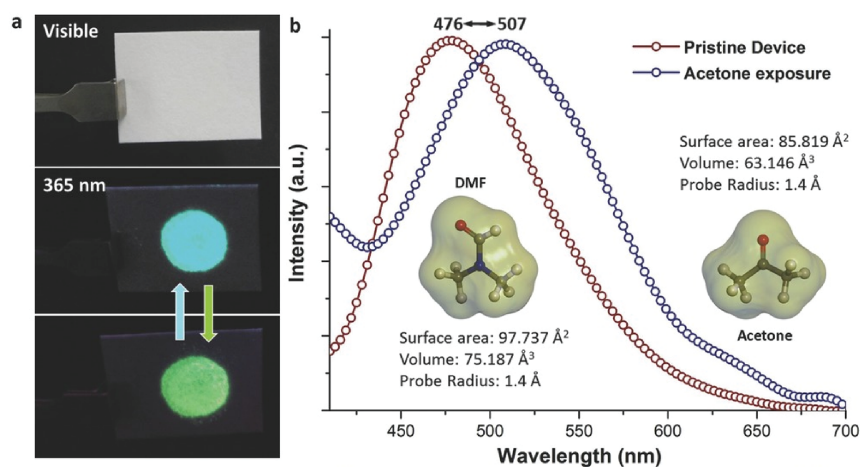 a
Visible
365 nm
b
476↔507
Pristine Device
Acetone exposure
Intensity (a.u.)
DMF
Surface area: 97.737 Å²
Volume: 75.187 Å³
Probe Radius: 1.4 Å
Surface area: 85.819 Å²
Volume: 63.146 Å³
Probe Radius: 1.4 Å
Acetone
450 500 550 600 650 700
Wavelength (nm)